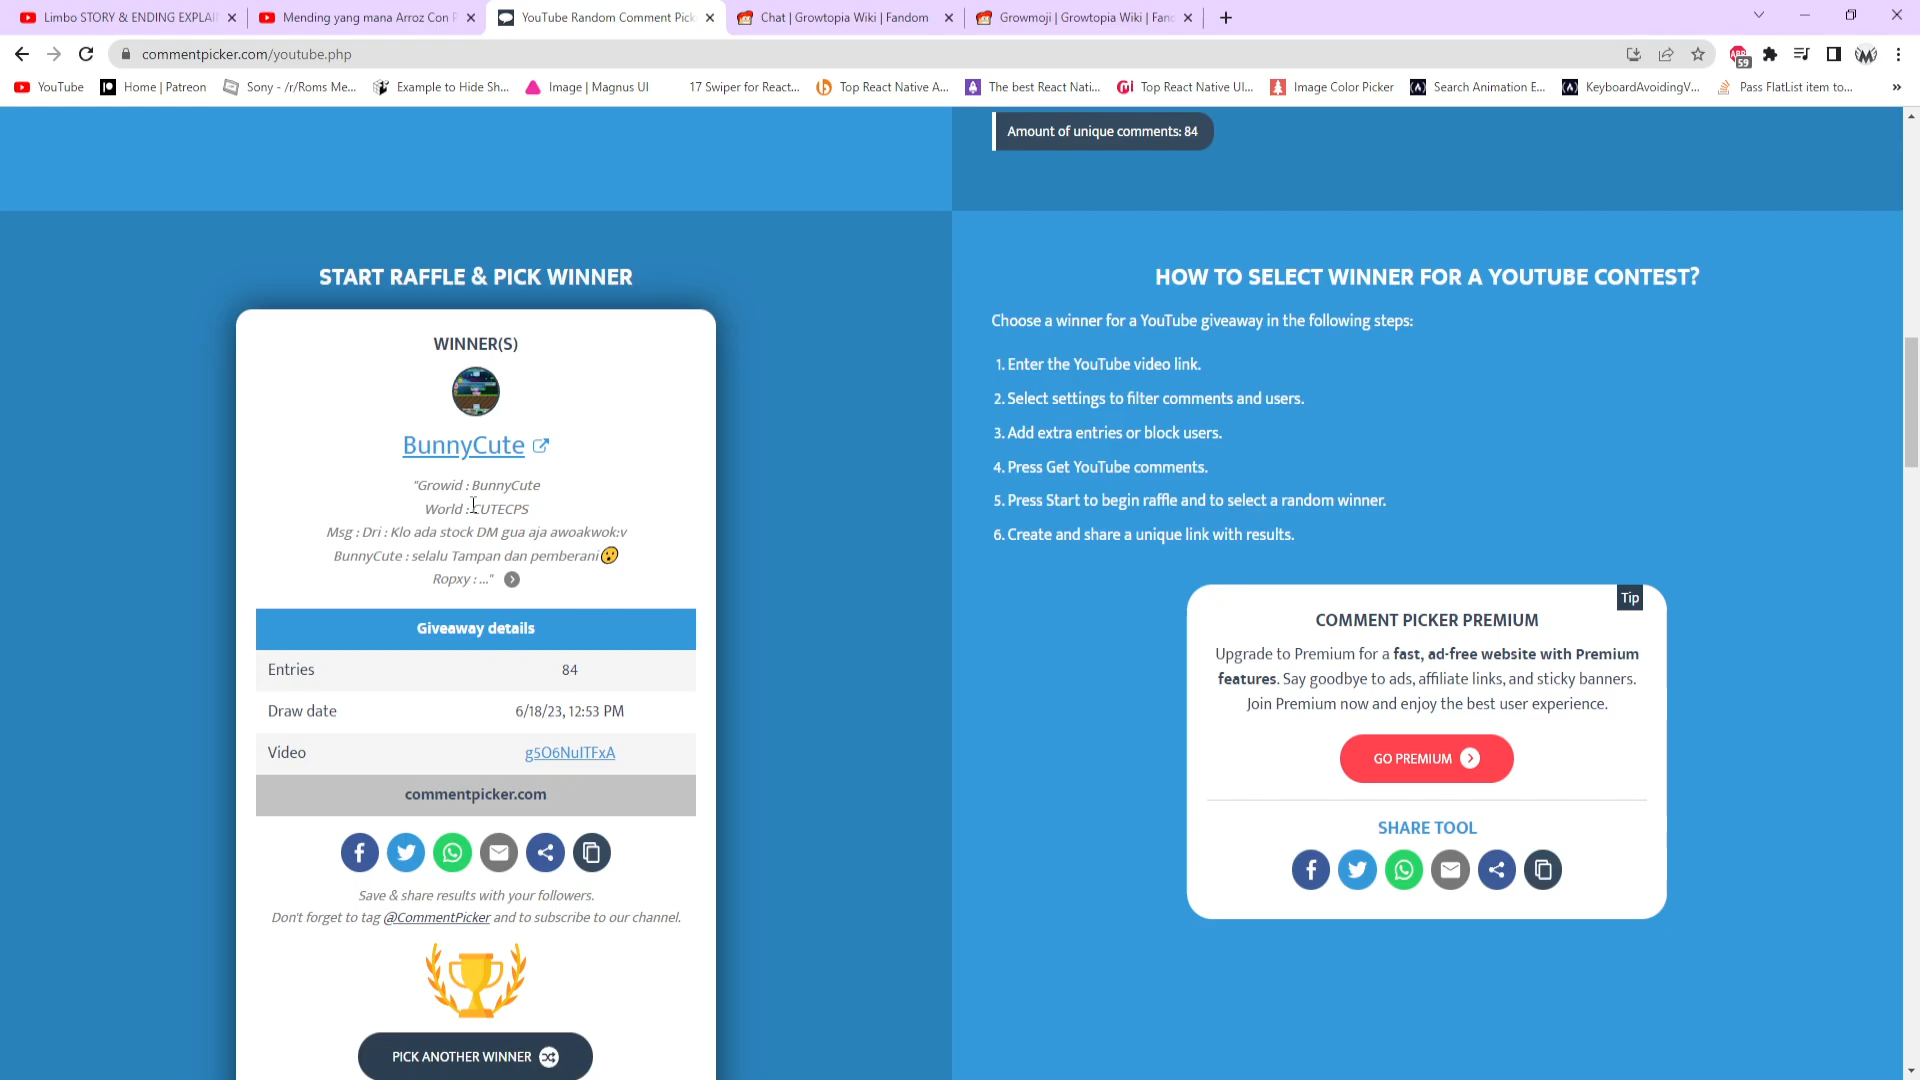 Limbo STORY & ENDING EXPLAI
Mending yang mana Arroz Con P
YouTube Random Comment Pick
Chat | Growtopia Wiki | Fandom
Growmoji | Growtopia Wiki | Fand
commentpicker.com/youtube.php
ABP
59
YouTube
Home | Patreon
Sony - /r/Roms Me...
Example to Hide Sh...
Image | Magnus UI
17 Swiper for React...
Top React Native A...
The best React Nati...
Top React Native UI...
Image Color Picker
Search Animation E...
KeyboardAvoidingV...
Pass FlatList item to...
»
Amount of unique comments: 84
START RAFFLE & PICK WINNER
WINNER(S)
BunnyCute
"Growid : BunnyCute
World : CUTECPS
Msg : Dri : Klo ada stock DM gua aja awoakwok:v
BunnyCute : selalu Tampan dan pemberani😯
Ropxy : ..."
Giveaway details
Entries 84
Draw date 6/18/23, 12:53 PM
Video g5O6NuITFxA
commentpicker.com
Save & share results with your followers.
Don't forget to tag @CommentPicker and to subscribe to our channel.
PICK ANOTHER WINNER
HOW TO SELECT WINNER FOR A YOUTUBE CONTEST?
Choose a winner for a YouTube giveaway in the following steps:
1. Enter the YouTube video link.
2. Select settings to filter comments and users.
3. Add extra entries or block users.
4. Press Get YouTube comments.
5. Press Start to begin raffle and to select a random winner.
6. Create and share a unique link with results.
Tip
COMMENT PICKER PREMIUM
Upgrade to Premium for a fast, ad-free website with Premium
features. Say goodbye to ads, affiliate links, and sticky banners.
Join Premium now and enjoy the best user experience.
GO PREMIUM
SHARE TOOL